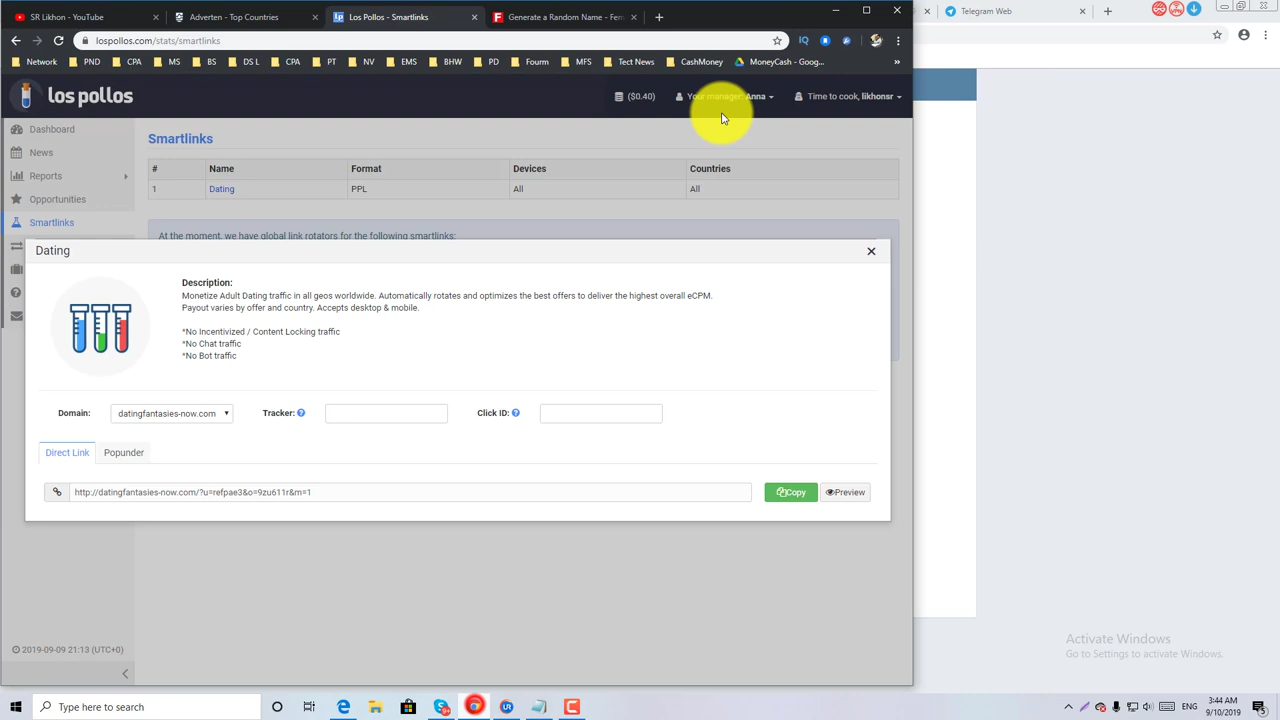 SR Likhon - YouTube
Adverten - Top Countries
Los Pollos - Smartlinks
Generate a Random Name - Fe
Telegram Web
lospollos.com/stats/smartlinks
Network PND CPA MS BS DS L CPA PT NV EMS BHW PD Fourm MFS Tect News CashMoney MoneyCash - Goog... »
los pollos
($0.40)
Your manager: Anna
Time to cook, likhonsr
Dashboard
News
Reports
Opportunities
Smartlinks
Smartlinks
# Name Format Devices Countries
1 Dating PPL All All
At the moment, we have global link rotators for the following smartlinks:
Dating
Description:
Monetize Adult Dating traffic in all geos worldwide. Automatically rotates and optimizes the best offers to deliver the highest overall eCPM.
Payout varies by offer and country. Accepts desktop & mobile.
*No Incentivized / Content Locking traffic
*No Chat traffic
*No Bot traffic
Domain: datingfantasies-now.com Tracker: Click ID:
Direct Link Popunder
http://datingfantasies-now.com/?u=refpae3&o=9zu611r&m=1
Copy Preview
2019-09-09 21:13 (UTC+0)
Activate Windows
Go to Settings to activate Windows.
Type here to search
ENG
3:44 AM
9/10/2019